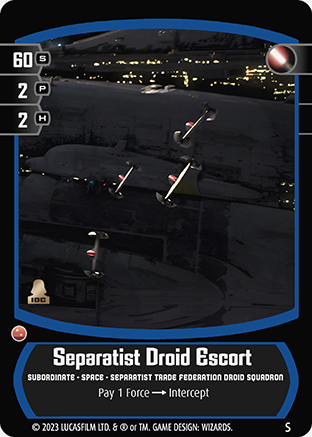 60 S
2 P
2 H
IDC
Separatist Droid Escort
SUBORDINATE - SPACE - SEPARATIST TRADE FEDERATION DROID SQUADRON
Pay 1 Force → Intercept
© 2023 LUCASFILM LTD. & ® or TM. GAME DESIGN: WIZARDS.
S